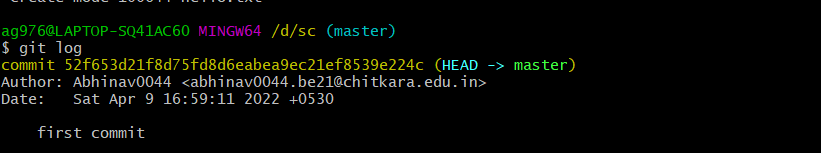 ag976@LAPTOP-SQ41AC60 MINGW64 /d/sc (master)
$ git log
commit 52f653d21f8d75fd8d6eabea9ec21ef8539e224c (HEAD -> master)
Author: Abhinav0044 <abhinav0044.be21@chitkara.edu.in>
Date:   Sat Apr 9 16:59:11 2022 +0530
    first commit